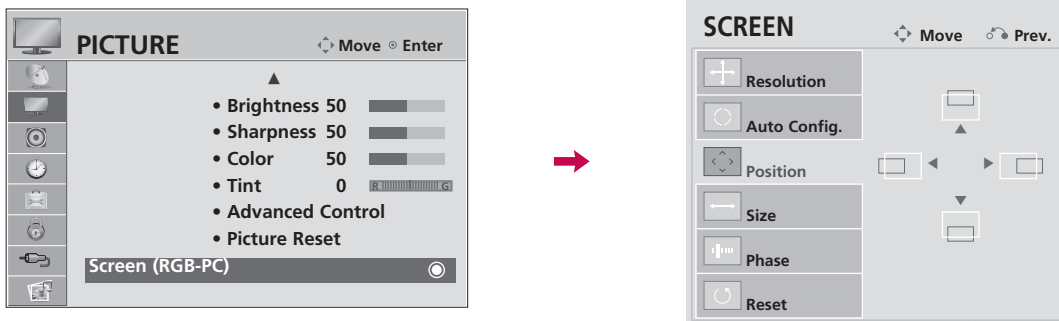 PICTURE
Move Enter
• Brightness 50
• Sharpness 50
• Color 50
• Tint 0 R G
• Advanced Control
• Picture Reset
Screen (RGB-PC)
SCREEN
Move Prev.
Resolution
Auto Config.
Position
Size
Phase
Reset